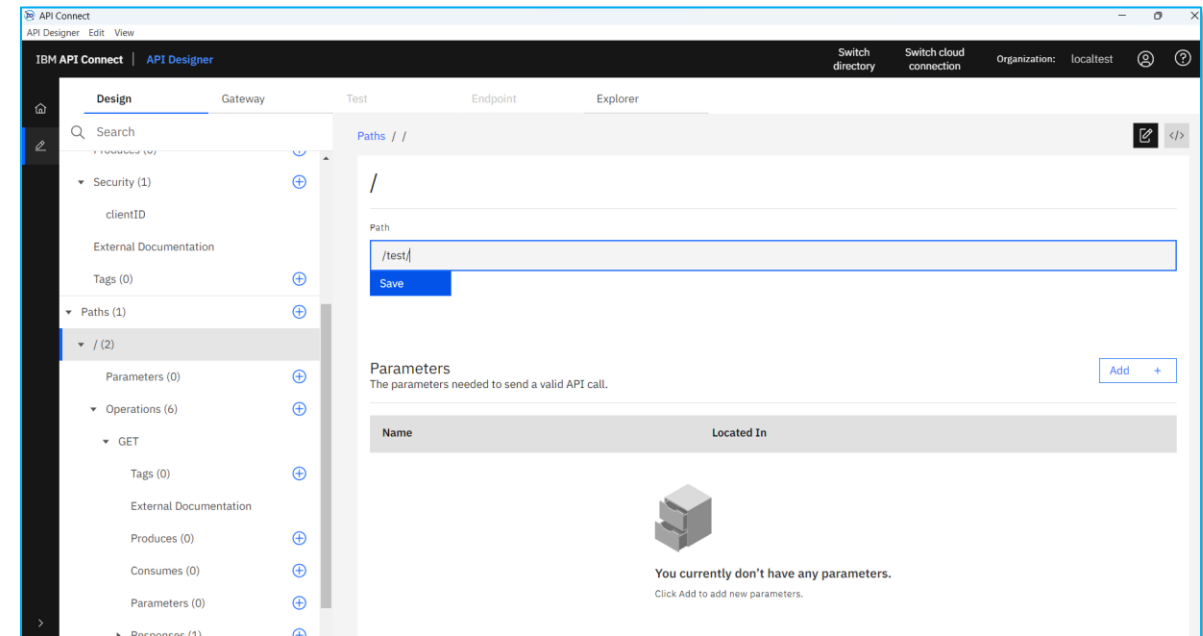 API Connect
API Designer Edit View
IBM API Connect | API Designer
Switch directory
Switch cloud connection
Organization: localtest
Design Gateway Test Endpoint Explorer
Search
Produces (0)
Security (1)
clientID
External Documentation
Tags (0)
Paths (1)
/ (2)
Parameters (0)
Operations (6)
GET
Tags (0)
External Documentation
Produces (0)
Consumes (0)
Parameters (0)
Responses (1)
Paths / /
</>
/
Path
/test/
Save
Parameters
The parameters needed to send a valid API call.
Add +
Name Located In
You currently don't have any parameters.
Click Add to add new parameters.